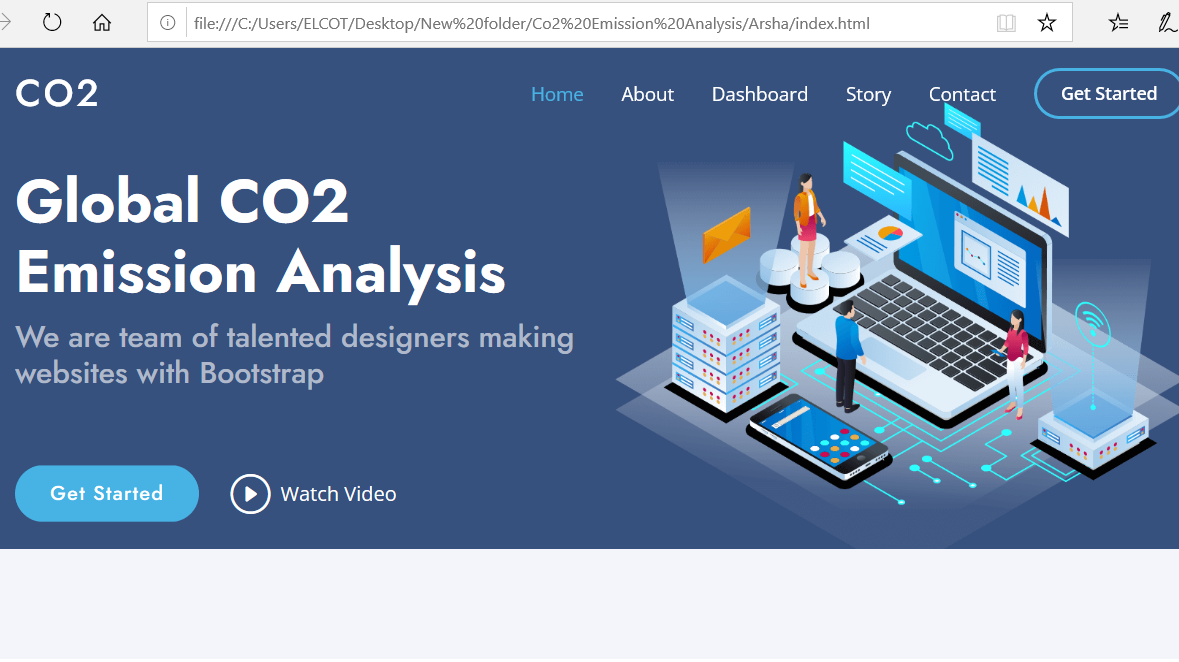 file:///C:/Users/ELCOT/Desktop/New%20folder/Co2%20Emission%20Analysis/Arsha/index.html
CO2
Home About Dashboard Story Contact Get Started
Global CO2
Emission Analysis
We are team of talented designers making
websites with Bootstrap
Get Started Watch Video